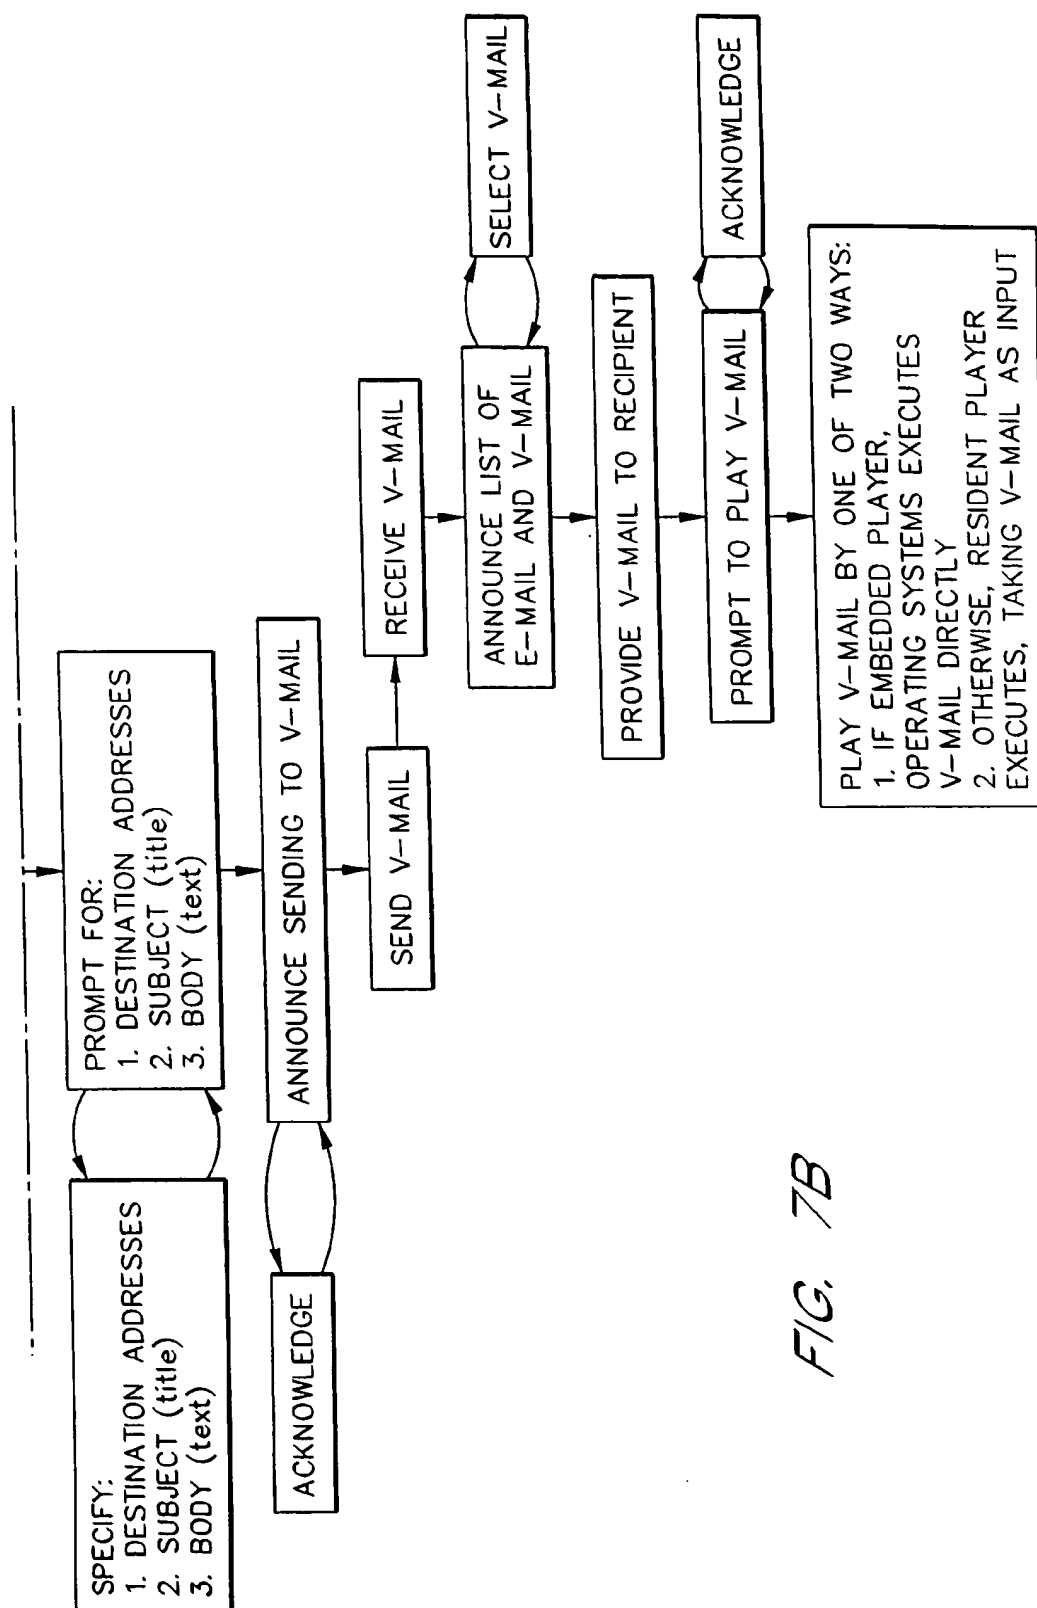 SPECIFY:
1. DESTINATION ADDRESSES
2. SUBJECT (title)
3. BODY (text)
PROMPT FOR:
1. DESTINATION ADDRESSES
2. SUBJECT (title)
3. BODY (text)
ACKNOWLEDGE
ANNOUNCE SENDING TO V-MAIL
SEND V-MAIL
RECEIVE V-MAIL
ANNOUNCE LIST OF
E-MAIL AND V-MAIL
SELECT V-MAIL
PROVIDE V-MAIL TO RECIPIENT
PROMPT TO PLAY V-MAIL
ACKNOWLEDGE
PLAY V-MAIL BY ONE OF TWO WAYS:
1. IF EMBEDDED PLAYER,
OPERATING SYSTEMS EXECUTES
V-MAIL DIRECTLY
2. OTHERWISE, RESIDENT PLAYER
EXECUTES, TAKING V-MAIL AS INPUT
FIG. 7B